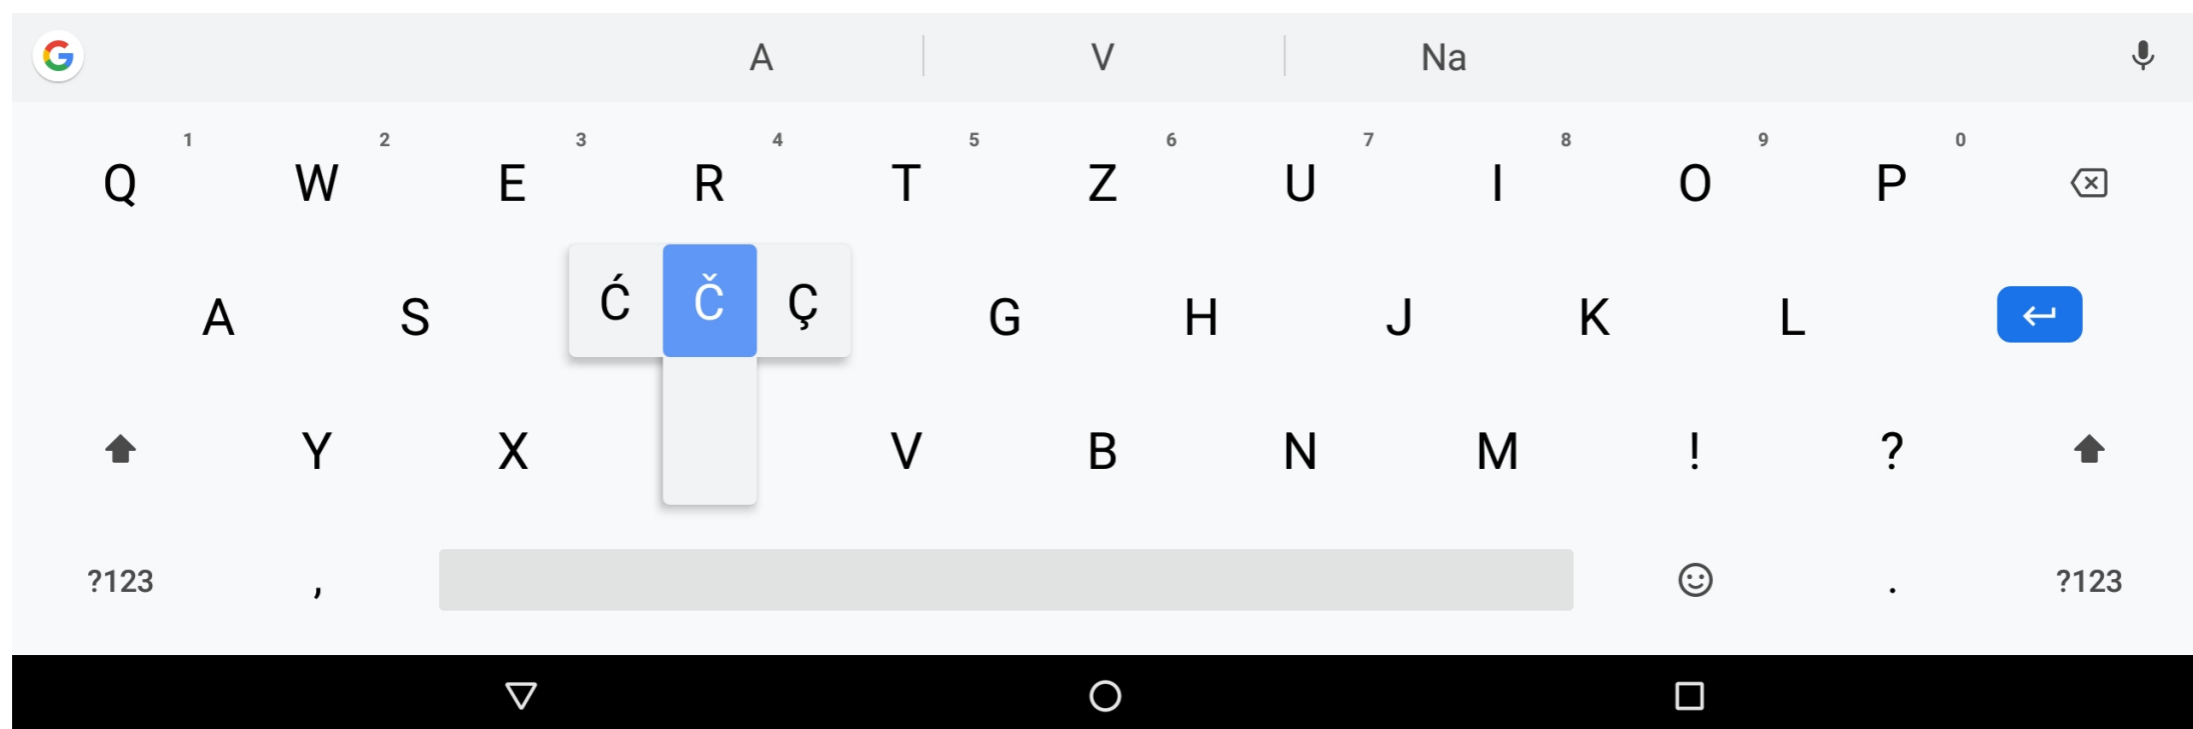 A V Na
1 2 3 4 5 6 7 8 9 0
Q W E R T Z U I O P
A S Ć Č Ç G H J K L
Y X V B N M ! ?
?123 , . ?123